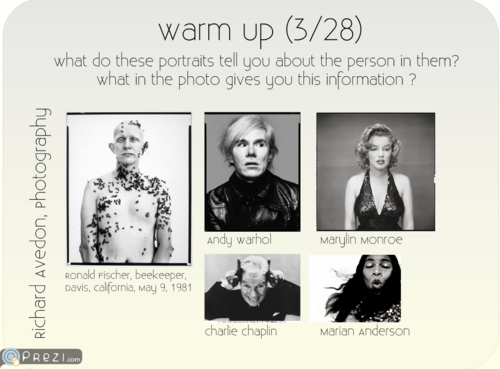 warm up (3/28)
what do these portraits tell you about the person in them?
what in the photo gives you this information ?
Richard Avedon, photography
Ronald Fischer, beekeeper,
Davis, California, May 9, 1981
Andy Warhol
Marylin Monroe
charlie chaplin
Marian Anderson
PREZI.com